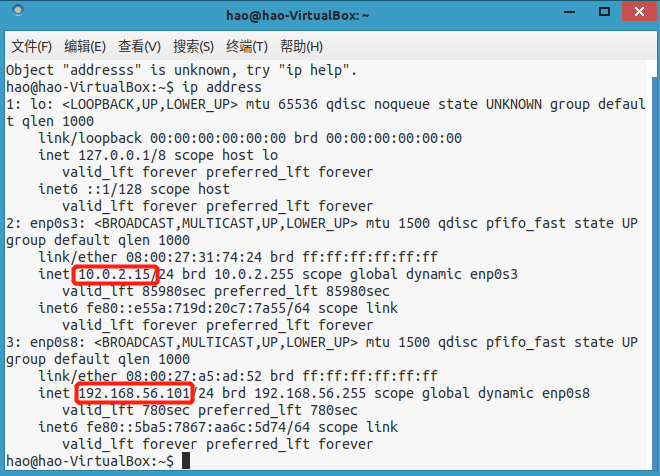 hao@hao-VirtualBox: ~
文件(F) 编辑(E) 查看(V) 搜索(S) 终端(T) 帮助(H)
Object "addresss" is unknown, try "ip help".
hao@hao-VirtualBox:~$ ip address
1: lo: <LOOPBACK,UP,LOWER_UP> mtu 65536 qdisc noqueue state UNKNOWN group defaul
t qlen 1000
    link/loopback 00:00:00:00:00:00 brd 00:00:00:00:00:00
    inet 127.0.0.1/8 scope host lo
       valid_lft forever preferred_lft forever
    inet6 ::1/128 scope host
       valid_lft forever preferred_lft forever
2: enp0s3: <BROADCAST,MULTICAST,UP,LOWER_UP> mtu 1500 qdisc pfifo_fast state UP
group default qlen 1000
    link/ether 08:00:27:31:74:24 brd ff:ff:ff:ff:ff:ff
    inet 10.0.2.15/24 brd 10.0.2.255 scope global dynamic enp0s3
       valid_lft 85980sec preferred_lft 85980sec
    inet6 fe80::e55a:719d:20c7:7a55/64 scope link
       valid_lft forever preferred_lft forever
3: enp0s8: <BROADCAST,MULTICAST,UP,LOWER_UP> mtu 1500 qdisc pfifo_fast state UP
group default qlen 1000
    link/ether 08:00:27:a5:ad:52 brd ff:ff:ff:ff:ff:ff
    inet 192.168.56.101/24 brd 192.168.56.255 scope global dynamic enp0s8
       valid_lft 780sec preferred_lft 780sec
    inet6 fe80::5ba5:7867:aa6c:5d74/64 scope link
       valid_lft forever preferred_lft forever
hao@hao-VirtualBox:~$